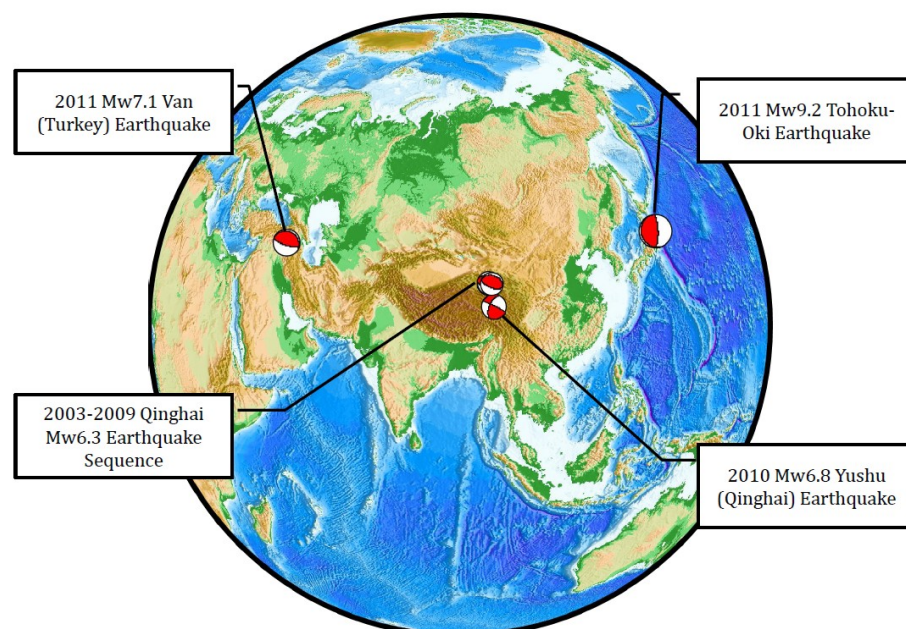 2011 Mw7.1 Van
(Turkey) Earthquake
2011 Mw9.2 Tohoku-
Oki Earthquake
2003-2009 Qinghai
Mw6.3 Earthquake
Sequence
2010 Mw6.8 Yushu
(Qinghai) Earthquake